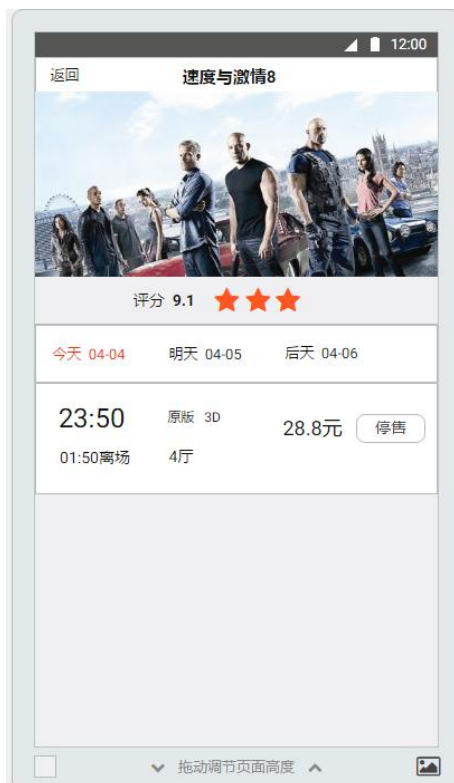 12:00
返回 速度与激情8
评分 9.1
今天 04-04 明天 04-05 后天 04-06
23:50 原版 3D 28.8元 停售
01:50离场 4厅
拖动调节页面高度